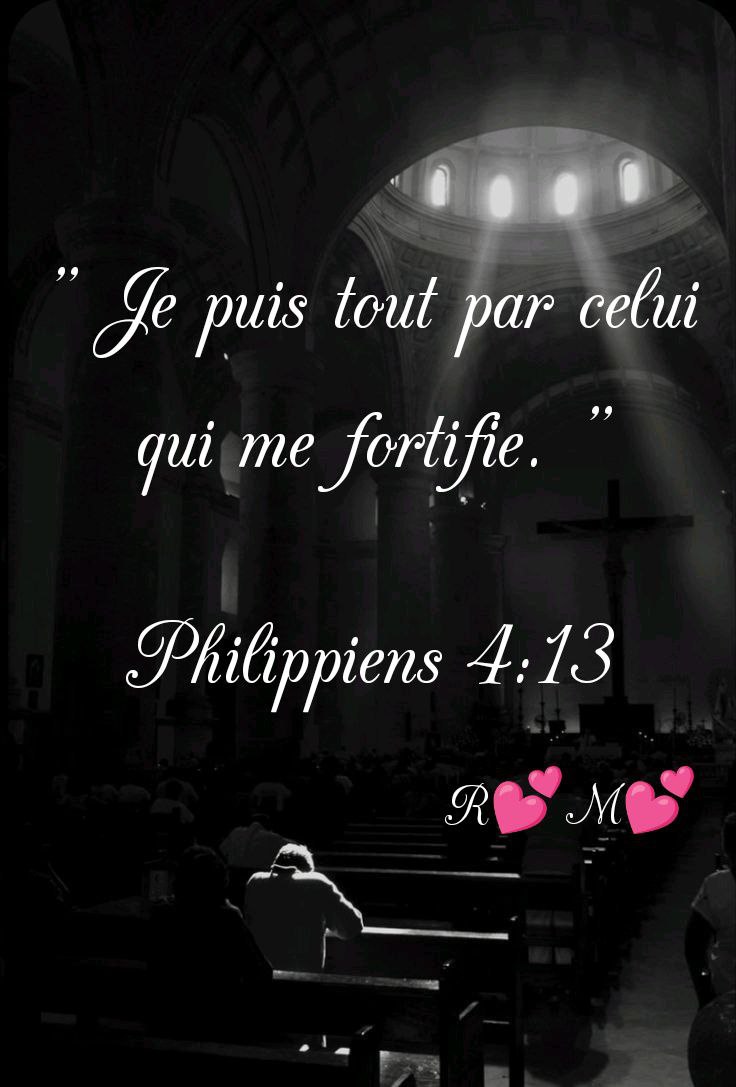 " Je puis tout par celui
qui me fortifie. "
Philippiens 4:13
R💕 M💕